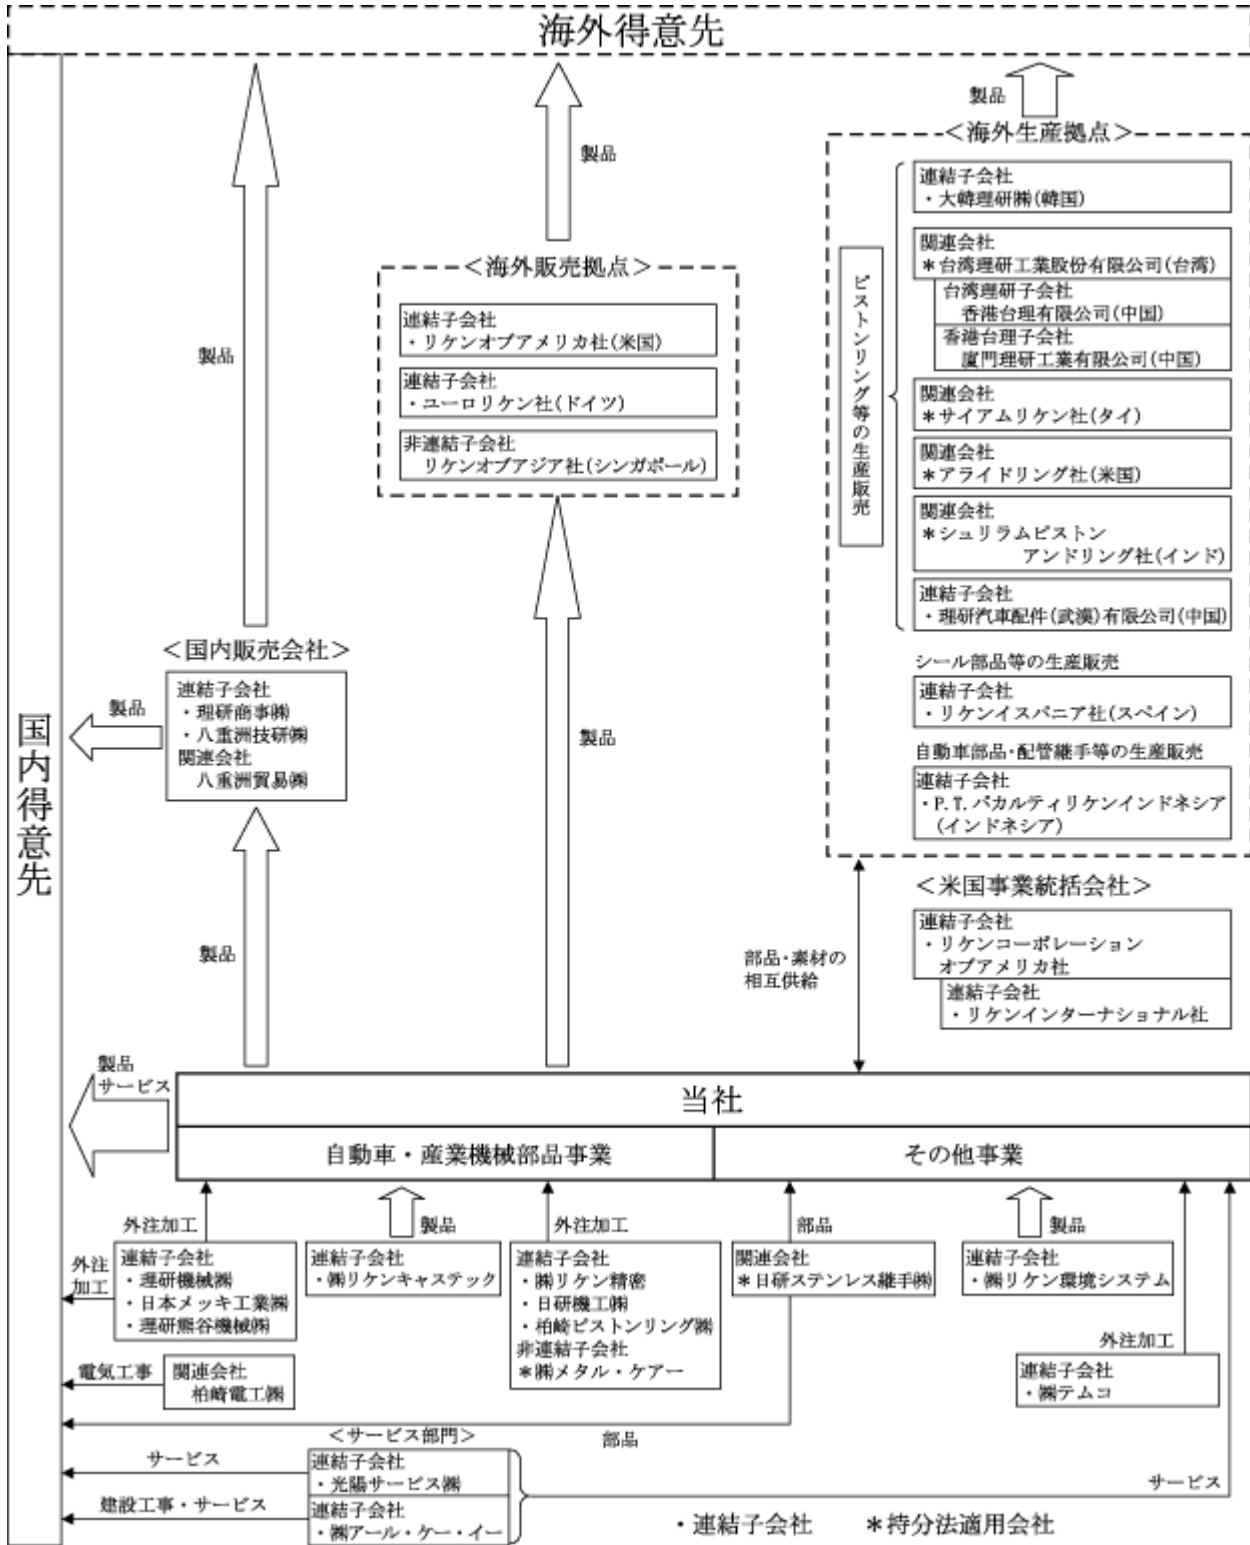 海外得意先
製品
＜海外生産拠点＞
連結子会社
・大韓理研㈱(韓国)
関連会社
＊台湾理研工業股份有限公司(台湾)
台湾理研子会社
香港台理有限公司(中国)
香港台理子会社
廈門理研工業有限公司(中国)
関連会社
＊サイアムリケン社(タイ)
関連会社
＊アライドリング社(米国)
関連会社
＊シュリラムピストン
アンドリング社(インド)
連結子会社
・理研汽車配件(武漢)有限公司(中国)
ピストンリング等の生産販売
シール部品等の生産販売
連結子会社
・リケンイスパニア社(スペイン)
自動車部品・配管継手等の生産販売
連結子会社
・P.T.パカルティリケンインドネシア
(インドネシア)
製品
＜海外販売拠点＞
連結子会社
・リケンオブアメリカ社(米国)
連結子会社
・ユーロリケン社(ドイツ)
非連結子会社
リケンオブアジア社(シンガポール)
製品
製品
＜国内販売会社＞
連結子会社
・理研商事㈱
・八重洲技研㈱
関連会社
八重洲貿易㈱
製品
製品
国内得意先
＜米国事業統括会社＞
連結子会社
・リケンコーポレーション
オブアメリカ社
連結子会社
・リケンインターナショナル社
部品・素材の
相互供給
製品
サービス
当社
自動車・産業機械部品事業
その他事業
外注加工
製品
外注加工
部品
製品
外注
加工
連結子会社
・理研機械㈱
・日本メッキ工業㈱
・理研熊谷機械㈱
連結子会社
・㈱リケンキャステック
連結子会社
・㈱リケン精密
・日研機工㈱
・柏崎ピストンリング㈱
非連結子会社
＊㈱メタル・ケアー
関連会社
＊日研ステンレス継手㈱
連結子会社
・㈱リケン環境システム
外注加工
連結子会社
・㈱テムコ
電気工事
関連会社
柏崎電工㈱
部品
＜サービス部門＞
サービス
連結子会社
・光陽サービス㈱
建設工事・サービス
連結子会社
・㈱アール・ケー・イー
サービス
・連結子会社
＊持分法適用会社